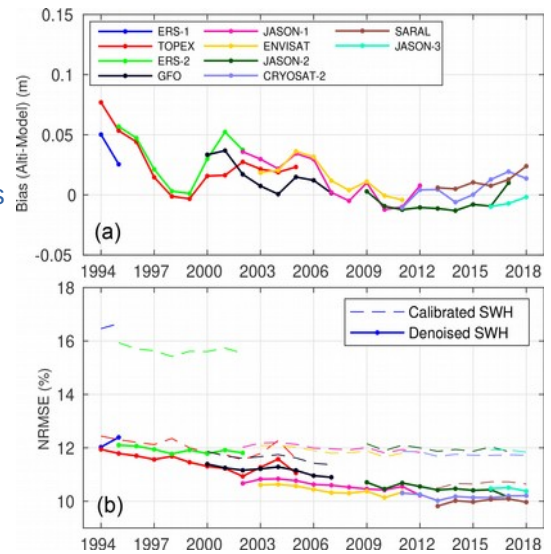 0.15
0.1
0.05
0
-0.05
Bias (Alti-Model) (m)
ERS-1
TOPEX
ERS-2
GFO
JASON-1
ENVISAT
JASON-2
CRYOSAT-2
SARAL
JASON-3
(a)
1994 1997 2000 2003 2006 2009 2012 2015 2018
18
16
14
12
10
NRMSE (%)
Calibrated SWH
Denoised SWH
(b)
1994 1997 2000 2003 2006 2009 2012 2015 2018